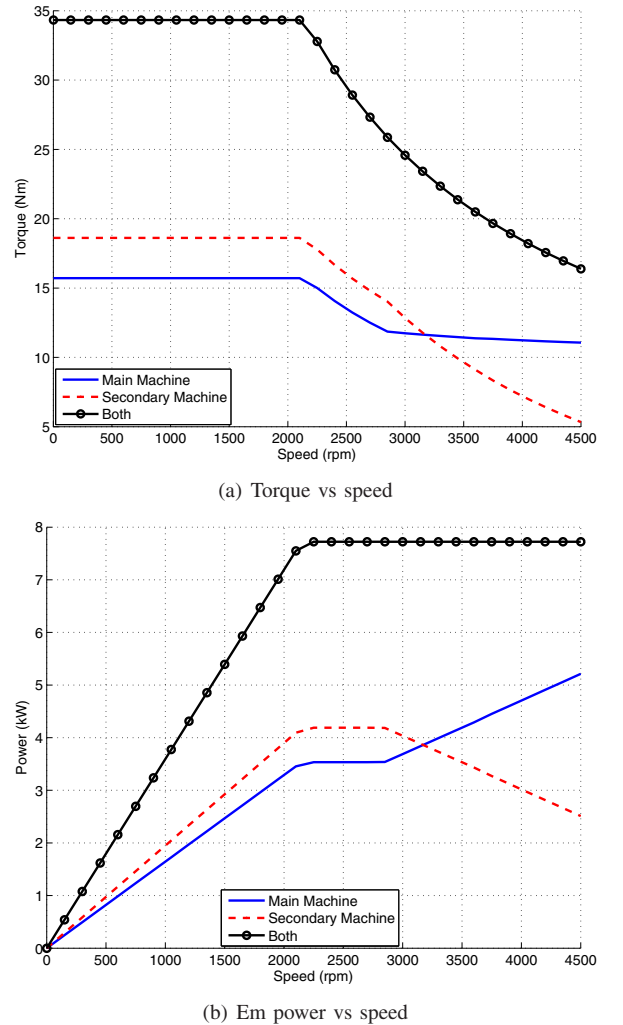 35
30
25
20
15
10
5
Torque (Nm)
Main Machine
Secondary Machine
Both
0 500 1000 1500 2000 2500 3000 3500 4000 4500
Speed (rpm)
(a) Torque vs speed
8
7
6
5
4
3
2
1
0
Power (kW)
Main Machine
Secondary Machine
Both
0 500 1000 1500 2000 2500 3000 3500 4000 4500
Speed (rpm)
(b) Em power vs speed